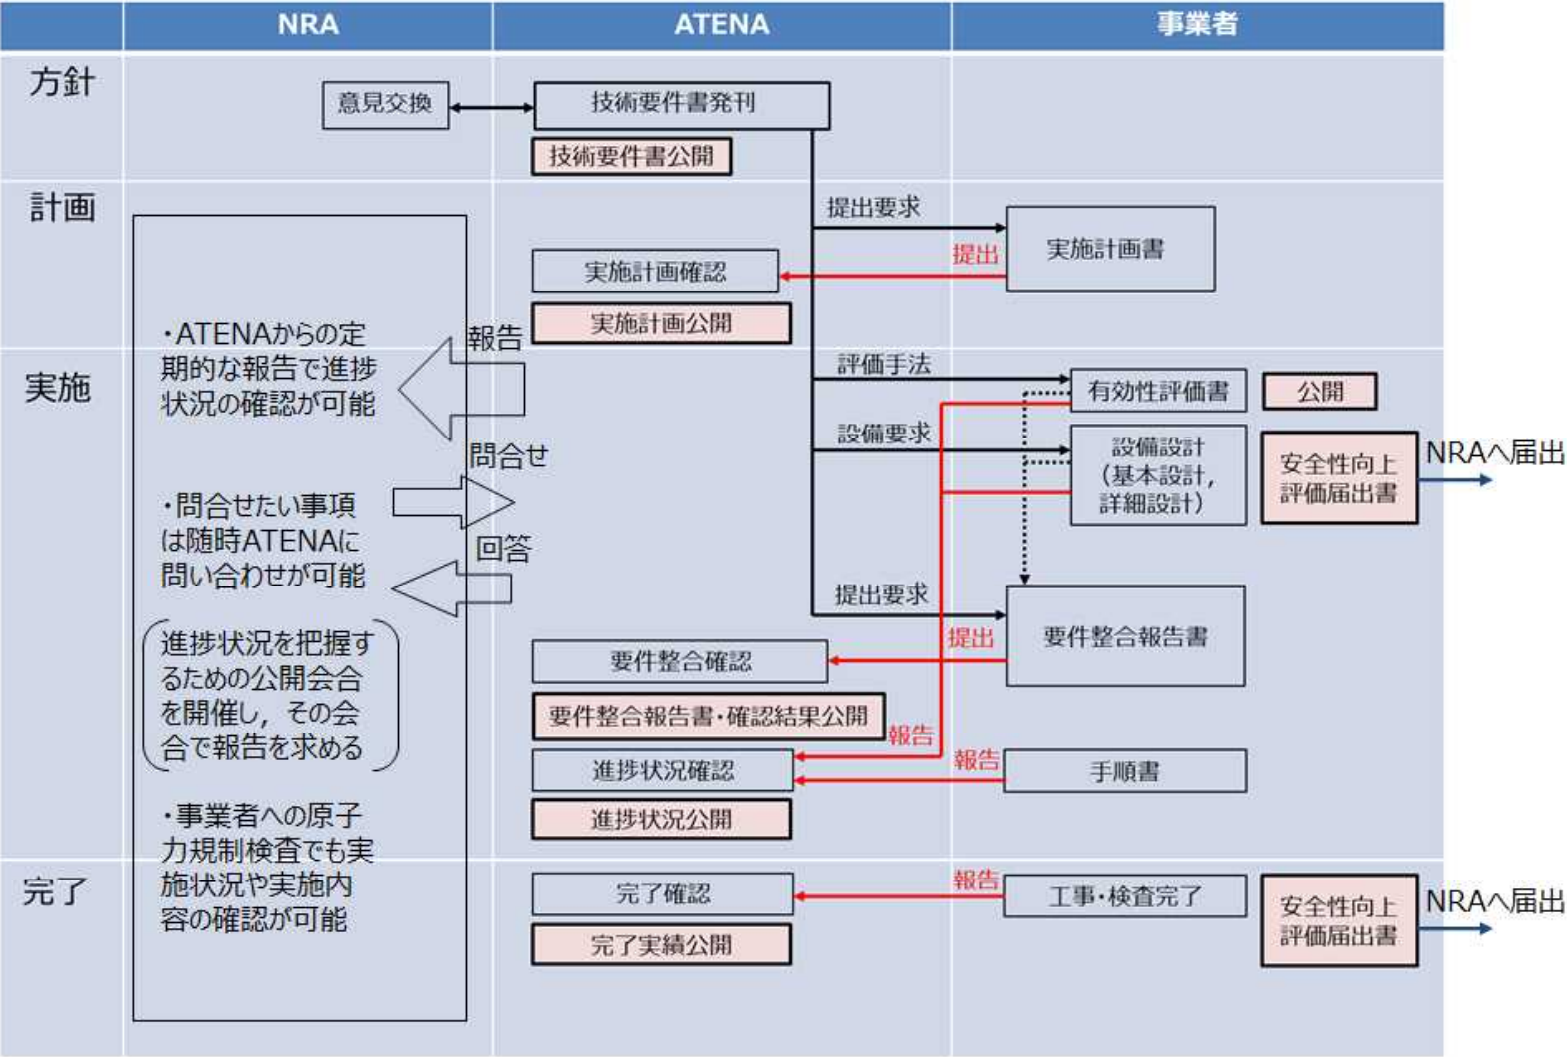 NRA
ATENA
事業者
方針
意見交換
技術要件書発刊
技術要件書公開
計画
提出要求
実施計画書
提出
実施計画確認
実施計画公開
・ATENAからの定
期的な報告で進捗
状況の確認が可能
報告
実施
評価手法
有効性評価書
公開
設備要求
設備設計
（基本設計，
詳細設計）
安全性向上
評価届出書
NRAへ届出
問合せ
・問合せたい事項
は随時ATENAに
問い合わせが可能
回答
提出要求
要件整合報告書
提出
要件整合確認
進捗状況を把握す
るための公開会合
を開催し，その会
合で報告を求める
要件整合報告書・確認結果公開
報告
進捗状況確認
報告
手順書
進捗状況公開
・事業者への原子
力規制検査でも実
施状況や実施内
容の確認が可能
完了
完了確認
報告
工事・検査完了
安全性向上
評価届出書
NRAへ届出
完了実績公開